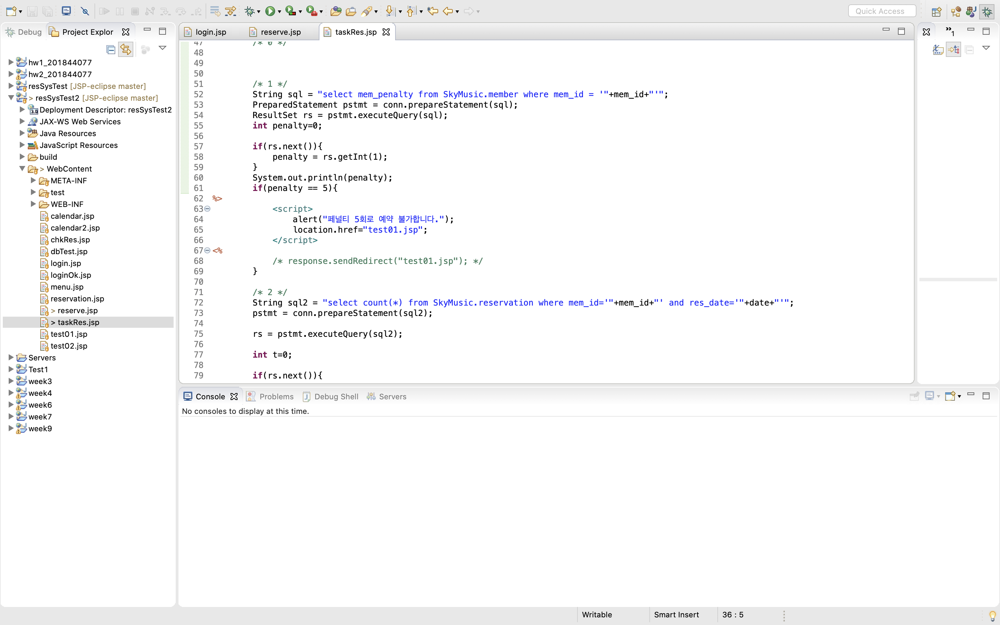 Quick Access
Debug
Project Explor
login.jsp
reserve.jsp
taskRes.jsp
»1
hw1_201844077
hw2_201844077
resSysTest [JSP-eclipse master]
> resSysTest2 [JSP-eclipse master]
Deployment Descriptor: resSysTest2
JAX-WS Web Services
Java Resources
JavaScript Resources
build
> WebContent
META-INF
test
WEB-INF
calendar.jsp
calendar2.jsp
chkRes.jsp
dbTest.jsp
login.jsp
loginOk.jsp
menu.jsp
reservation.jsp
> reserve.jsp
> taskRes.jsp
test01.jsp
test02.jsp
Servers
Test1
week3
week4
week6
week7
week9
47 /* 0 */
48
49
50
51 /* 1 */
52 String sql = "select mem_penalty from SkyMusic.member where mem_id = '"+mem_id+"'";
53 PreparedStatement pstmt = conn.prepareStatement(sql);
54 ResultSet rs = pstmt.executeQuery(sql);
55 int penalty=0;
56
57 if(rs.next()){
58 penalty = rs.getInt(1);
59 }
60 System.out.println(penalty);
61 if(penalty == 5){
62 %>
63 <script>
64 alert("페널티 5회로 예약 불가합니다.");
65 location.href="test01.jsp";
66 </script>
67 <%
68 /* response.sendRedirect("test01.jsp"); */
69 }
70
71 /* 2 */
72 String sql2 = "select count(*) from SkyMusic.reservation where mem_id='"+mem_id+"' and res_date='"+date+"'";
73 pstmt = conn.prepareStatement(sql2);
74
75 rs = pstmt.executeQuery(sql2);
76
77 int t=0;
78
79 if(rs.next()){
Console
Problems
Debug Shell
Servers
No consoles to display at this time.
Writable
Smart Insert
36 : 5